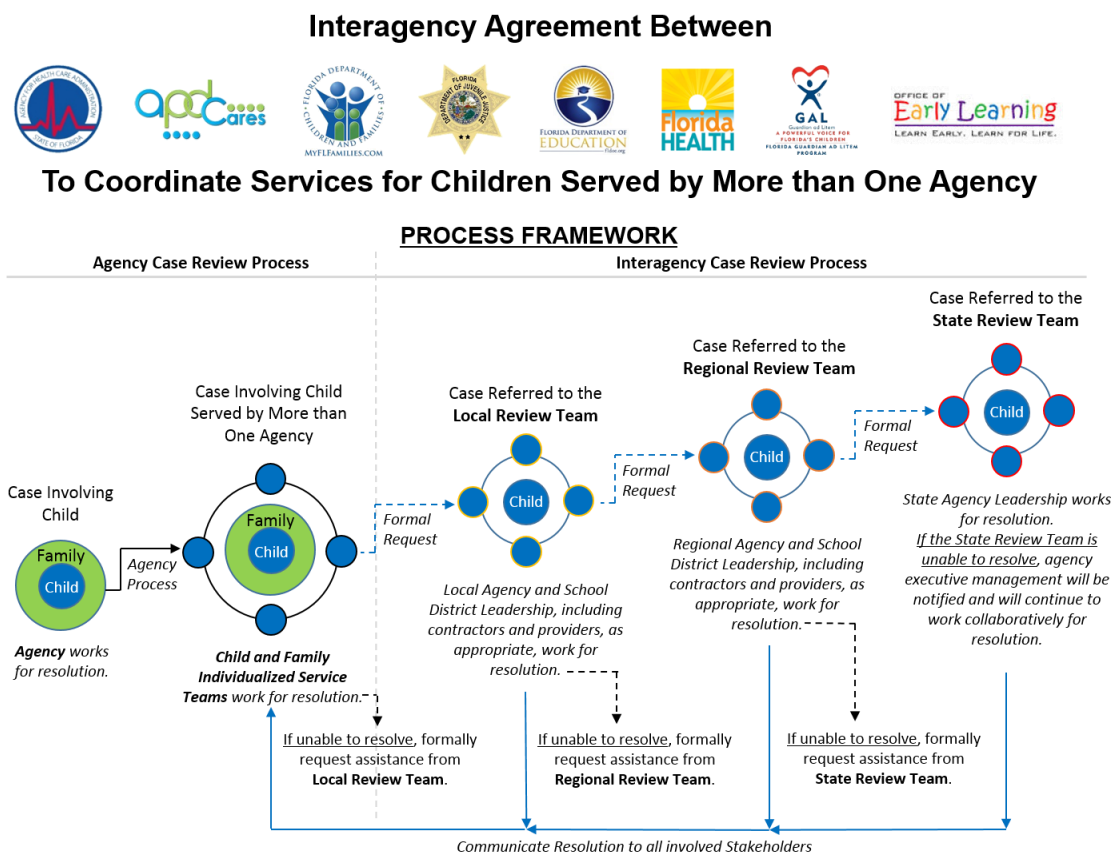 Interagency Agreement Between
AGENCY FOR HEALTH CARE ADMINISTRATION
STATE OF FLORIDA
apd
cares
FLORIDA DEPARTMENT OF
CHILDREN AND FAMILIES
MYFLFAMILIES.COM
FLORIDA
DEPARTMENT OF JUVENILE JUSTICE
FLORIDA DEPARTMENT OF
EDUCATION
fldoe.org
Florida
HEALTH
GAL
Guardian ad Litem
A POWERFUL VOICE FOR
FLORIDA'S CHILDREN
FLORIDA GUARDIAN AD LITEM
PROGRAM
OFFICE OF
Early Learning
LEARN EARLY. LEARN FOR LIFE.
To Coordinate Services for Children Served by More than One Agency
PROCESS FRAMEWORK
Agency Case Review Process
Interagency Case Review Process
Case Involving
Child
Family
Child
Agency works
for resolution.
Agency
Process
Case Involving Child
Served by More than
One Agency
Family
Child
Child and Family
Individualized Service
Teams work for resolution.
If unable to resolve, formally
request assistance from
Local Review Team.
Formal
Request
Case Referred to the
Local Review Team
Child
Local Agency and School
District Leadership, including
contractors and providers, as
appropriate, work for
resolution.
If unable to resolve, formally
request assistance from
Regional Review Team.
Formal
Request
Case Referred to the
Regional Review Team
Child
Regional Agency and School
District Leadership, including
contractors and providers, as
appropriate, work for
resolution.
If unable to resolve, formally
request assistance from
State Review Team.
Formal
Request
Case Referred to the
State Review Team
Child
State Agency Leadership works
for resolution.
If the State Review Team is
unable to resolve, agency
executive management will be
notified and will continue to
work collaboratively for
resolution.
Communicate Resolution to all involved Stakeholders